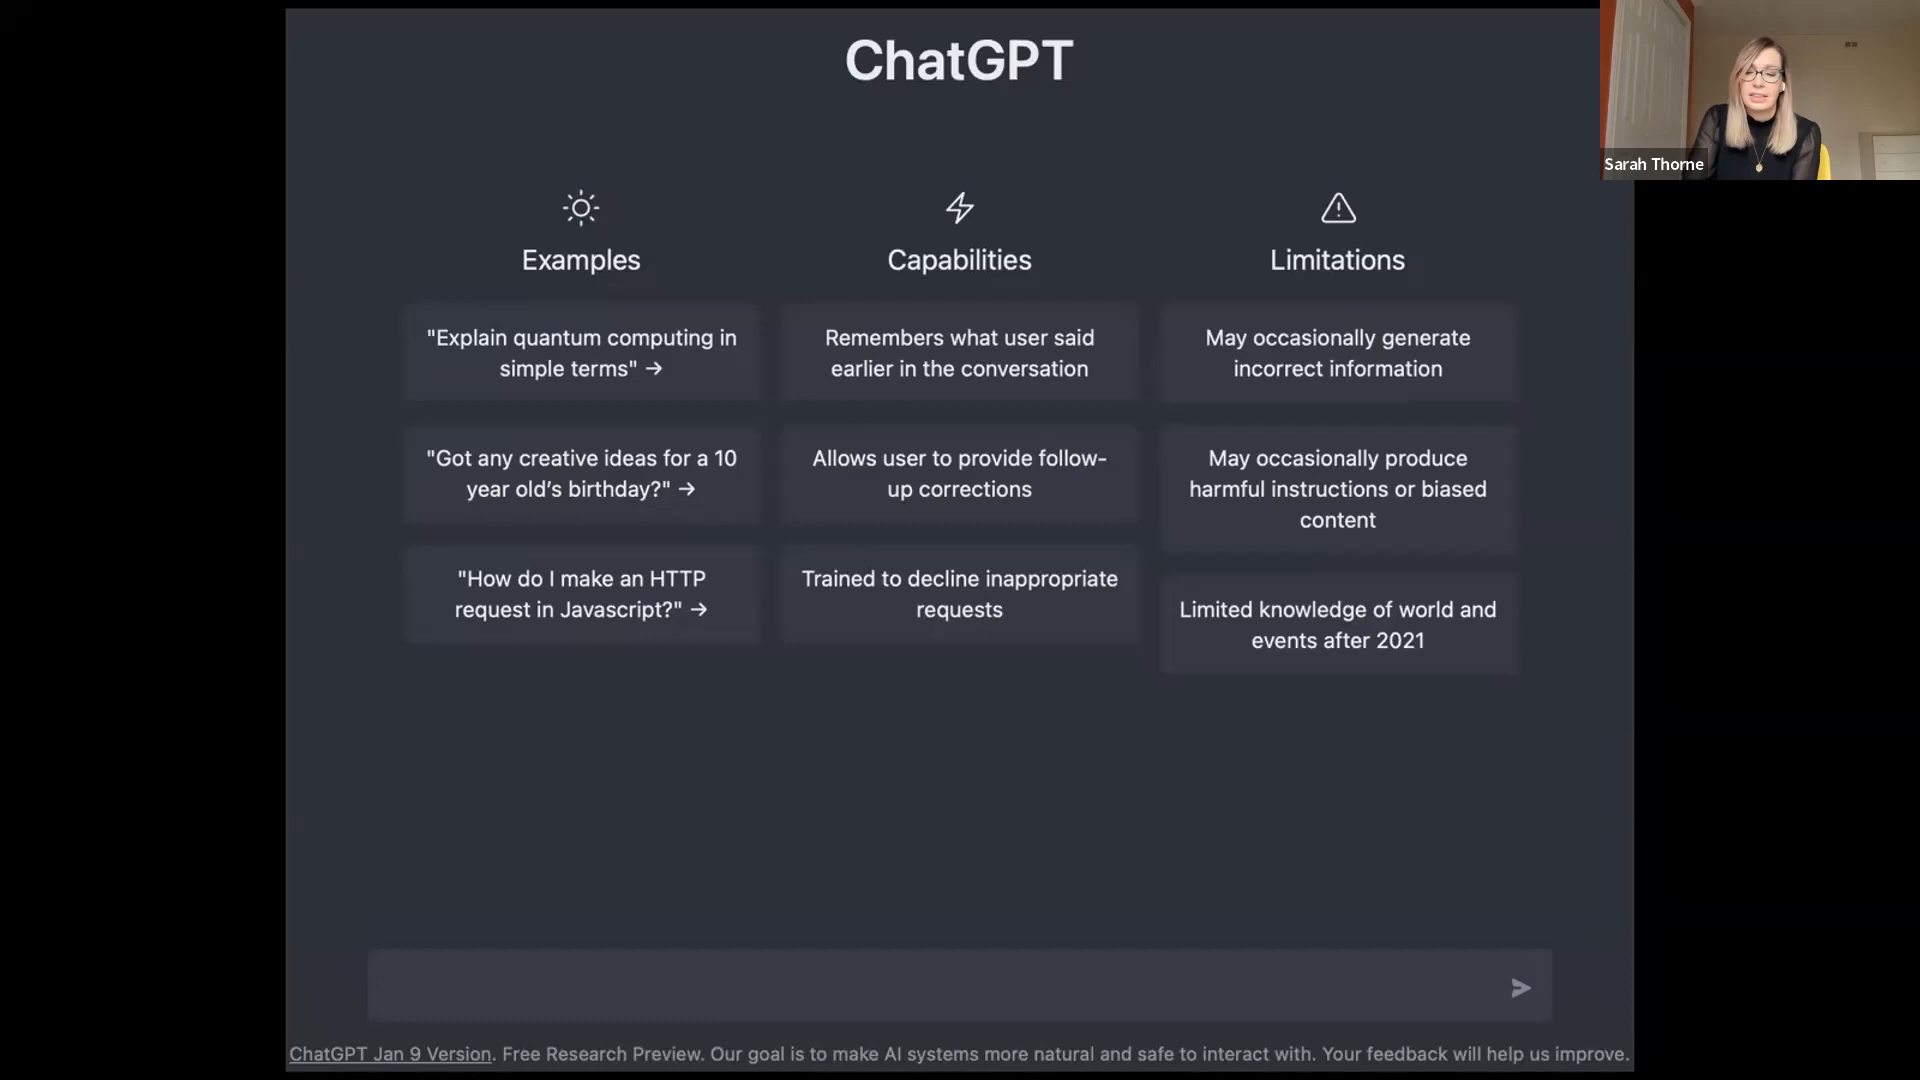 ChatGPT
Sarah Thorne
Examples
"Explain quantum computing in
simple terms" →
"Got any creative ideas for a 10
year old's birthday?" →
"How do I make an HTTP
request in Javascript?" →
Capabilities
Remembers what user said
earlier in the conversation
Allows user to provide follow-
up corrections
Trained to decline inappropriate
requests
Limitations
May occasionally generate
incorrect information
May occasionally produce
harmful instructions or biased
content
Limited knowledge of world and
events after 2021
ChatGPT Jan 9 Version. Free Research Preview. Our goal is to make AI systems more natural and safe to interact with. Your feedback will help us improve.